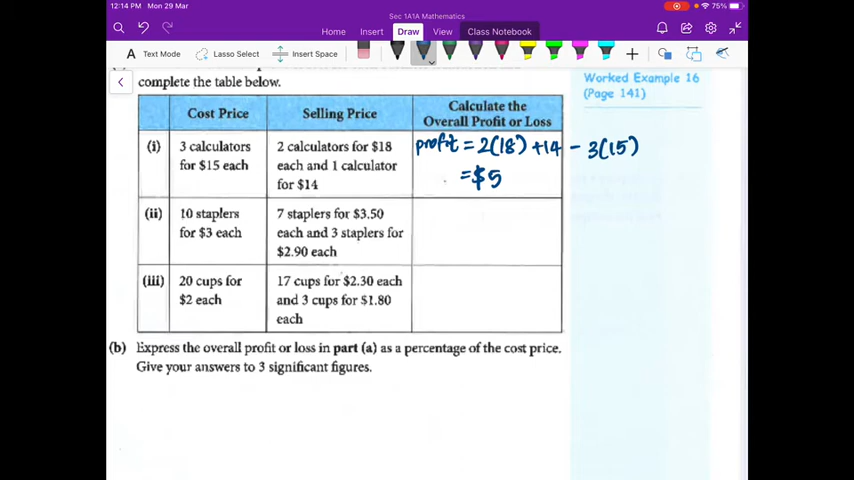 12:14 PM Mon 29 Mar
75%
Sec 1A1A Mathematics
Home Insert Draw View Class Notebook
Text Mode Lasso Select Insert Space
complete the table below.
Worked Example 16
(Page 141)
Cost Price Selling Price Calculate the
Overall Profit or Loss
(i) 3 calculators
for $15 each
2 calculators for $18
each and 1 calculator
for $14
profit = 2(18) + 14 - 3(15)
= $5
(ii) 10 staplers
for $3 each
7 staplers for $3.50
each and 3 staplers for
$2.90 each
(iii) 20 cups for
$2 each
17 cups for $2.30 each
and 3 cups for $1.80
each
(b) Express the overall profit or loss in part (a) as a percentage of the cost price.
Give your answers to 3 significant figures.